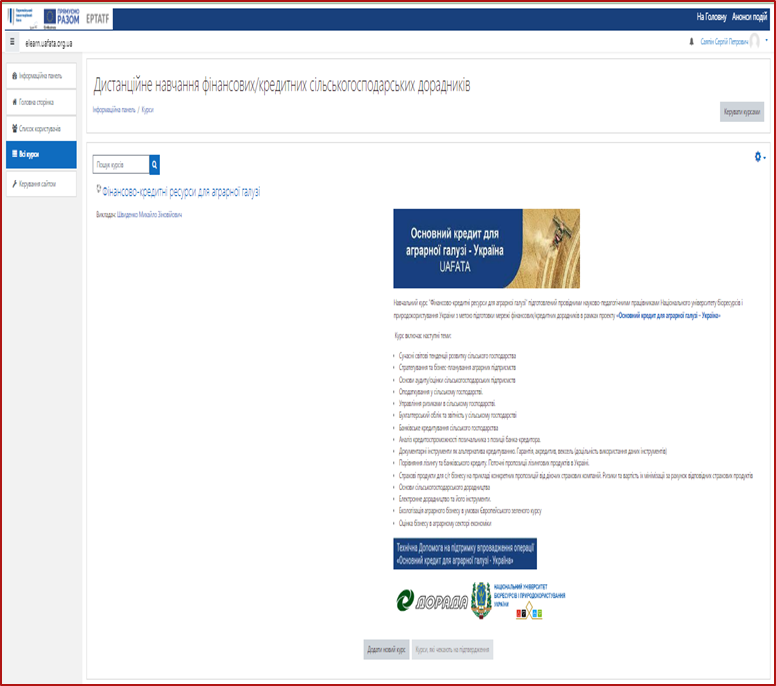 Європейський
інвестиційний
банк
ПРЯМУЄМО
РАЗОМ
EPTATF
На Головну Анонси подій
elearn.uafata.org.ua
Саяпін Сергій Петрович
Інформаційна панель
Головна сторінка
Список користувачів
Всі курси
Керування сайтом
Дистанційне навчання фінансових/кредитних сільськогосподарських дорадників
Інформаційна панель / Курси
Керувати курсами
Пошук курсів
Фінансово-кредитні ресурси для аграрної галузі
Викладач: Швиденко Михайло Зіновійович
Основний кредит для
аграрної галузі - Україна
UAFATA
Навчальний курс "Фінансово-кредитні ресурси для аграрної галузі" підготовлений провідними науково-педагогічними працівниками Національного університету біоресурсів і
природокористування України з метою підготовки мережі фінансових/кредитних дорадників в рамках проекту «Основний кредит для аграрної галузі – Україна»
Курс включає наступні теми:
Сучасні світові тенденції розвитку сільського господарства
Стратегування та бізнес-планування аграрних підприємств
Основи аудиту/оцінки сільськогосподарських підприємств
Оподаткування у сільському господарстві.
Управління ризиками в сільському господарстві.
Бухгалтерський облік та звітність у сільському господарстві
Банківське кредитування сільського господарства
Аналіз кредитоспроможності позичальника з позиції банка кредитора.
Документарні інструменти як альтернатива кредитуванню. Гарантія, акредитив, вексель (доцільність використання даних інструментів)
Порівняння лізингу та банківського кредиту. Поточні пропозиції лізингових продуктів в Україні.
Страхові продукти для с/г бізнесу на прикладі конкретних пропозицій від діючих страхових компаній. Ризики та вартість їх мінімізації за рахунок відповідних страхових продуктів
Основи сільськогосподарського дорадництва
Електронне дорадництво та його інструменти.
Екологізація аграрного бізнесу в умовах Європейського зеленого курсу
Оцінка бізнесу в аграрному секторі економіки
Технічна Допомога на підтримку впровадження операції
«Основний кредит для аграрної галузі - Україна»
ДОРАДА
НАЦІОНАЛЬНИЙ УНІВЕРСИТЕТ
БІОРЕСУРСІВ І ПРИРОДОКОРИСТУВАННЯ
УКРАЇНИ
Додати новий курс
Курси, які чекають на підтвердження